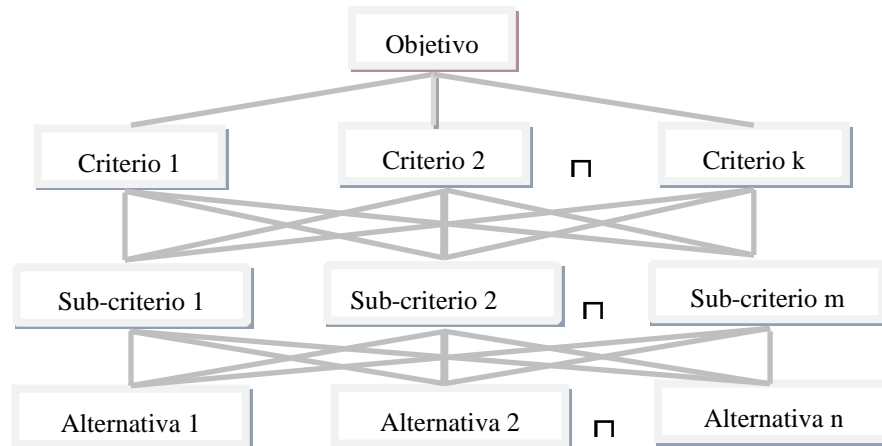 Objetivo
Criterio 1 Criterio 2 ⊓ Criterio k
Sub-criterio 1 Sub-criterio 2 ⊓ Sub-criterio m
Alternativa 1 Alternativa 2 ⊓ Alternativa n